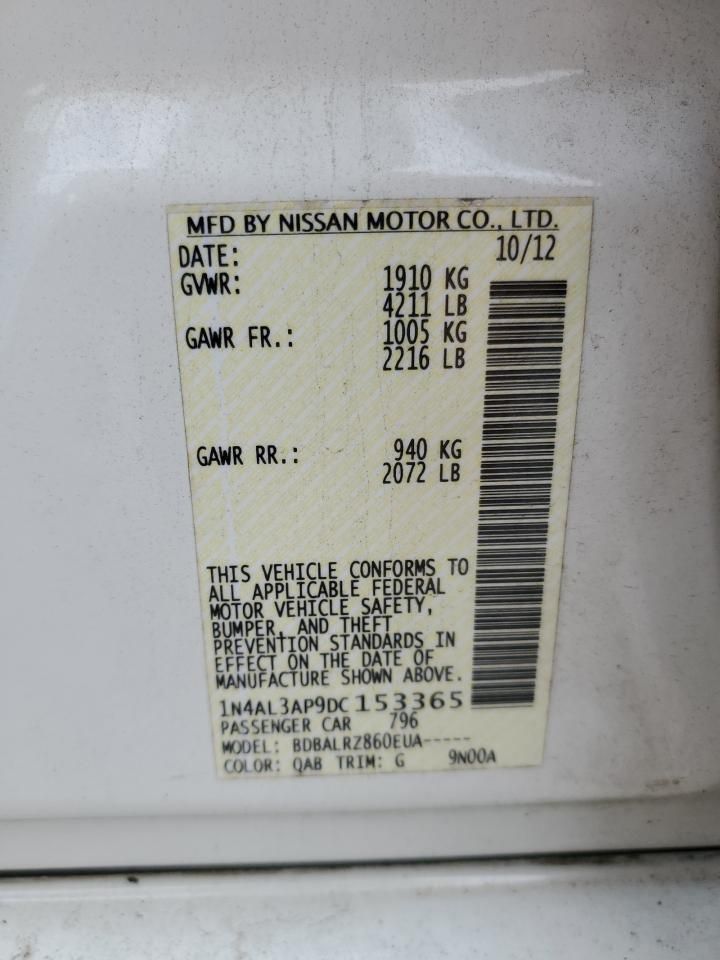 MFD BY NISSAN MOTOR CO., LTD.
DATE: 10/12
GVWR: 1910 KG
4211 LB
GAWR FR.: 1005 KG
2216 LB
GAWR RR.: 940 KG
2072 LB
THIS VEHICLE CONFORMS TO
ALL APPLICABLE FEDERAL
MOTOR VEHICLE SAFETY,
BUMPER, AND THEFT
PREVENTION STANDARDS IN
EFFECT ON THE DATE OF
MANUFACTURE SHOWN ABOVE.
1N4AL3AP9DC153365
PASSENGER CAR 796
MODEL: BDBALRZ860EUA-----
COLOR: QAB TRIM: G 9N00A